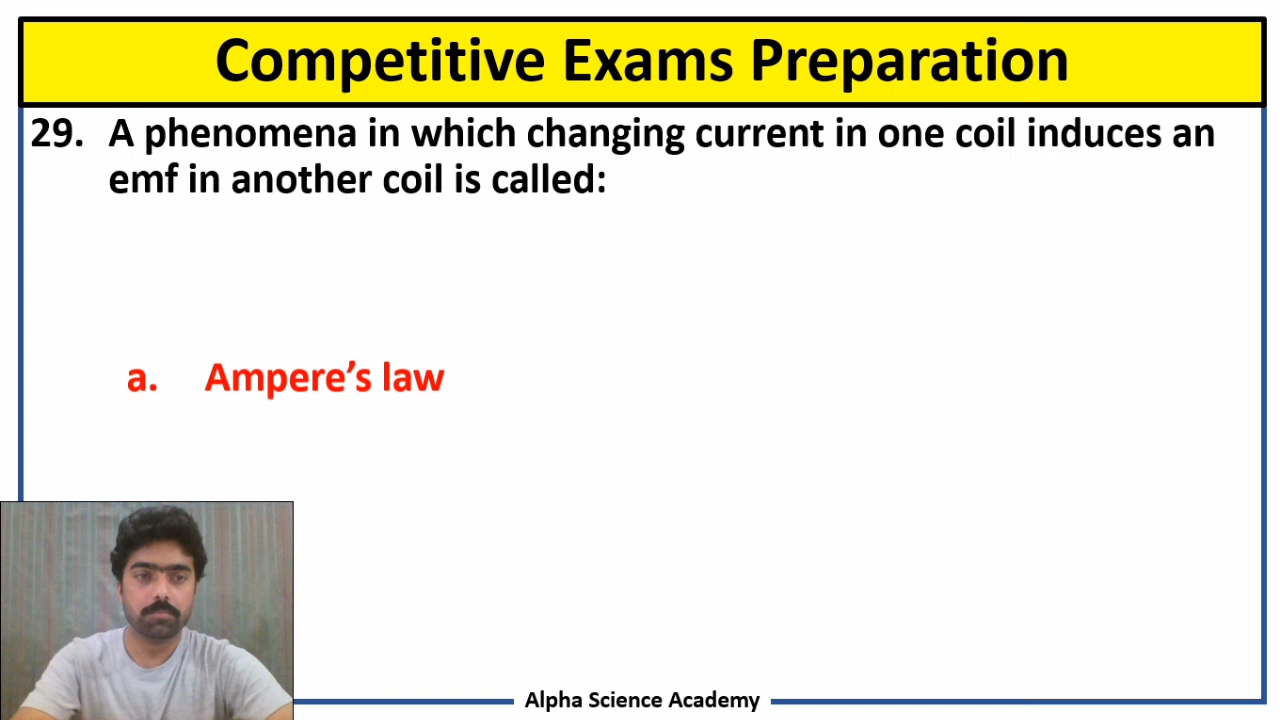 Competitive Exams Preparation
29. A phenomena in which changing current in one coil induces an
emf in another coil is called:
a. Ampere’s law
Alpha Science Academy